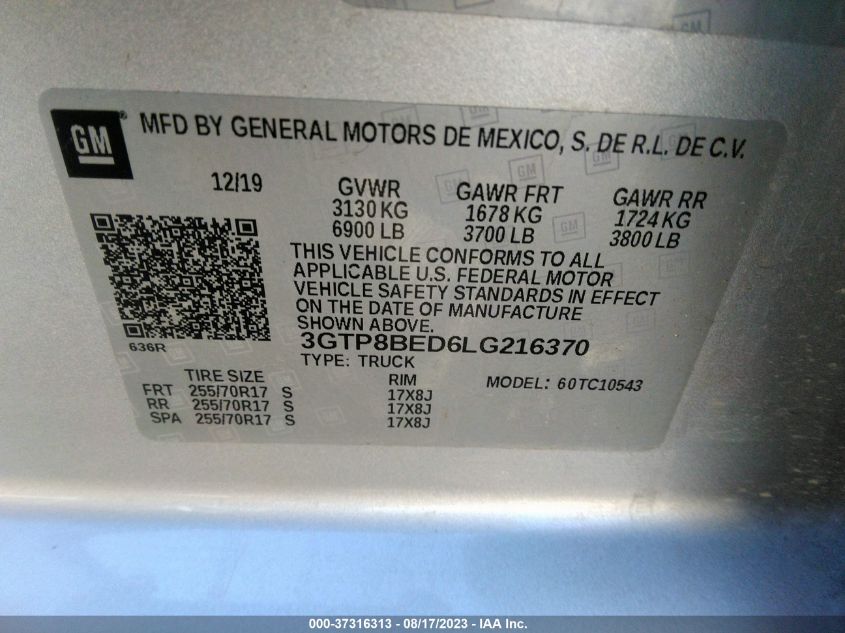 GM
MFD BY GENERAL MOTORS DE MEXICO, S. DE R.L. DE C.V.
12/19 GVWR GAWR FRT GAWR RR
3130 KG 1678 KG 1724 KG
6900 LB 3700 LB 3800 LB
THIS VEHICLE CONFORMS TO ALL
APPLICABLE U.S. FEDERAL MOTOR
VEHICLE SAFETY STANDARDS IN EFFECT
ON THE DATE OF MANUFACTURE
SHOWN ABOVE.
636R
3GTP8BED6LG216370
TYPE: TRUCK
TIRE SIZE RIM MODEL: 60TC10543
FRT 255/70R17 S 17X8J
RR 255/70R17 S 17X8J
SPA 255/70R17 S 17X8J
000-37316313 - 08/17/2023 - IAA Inc.